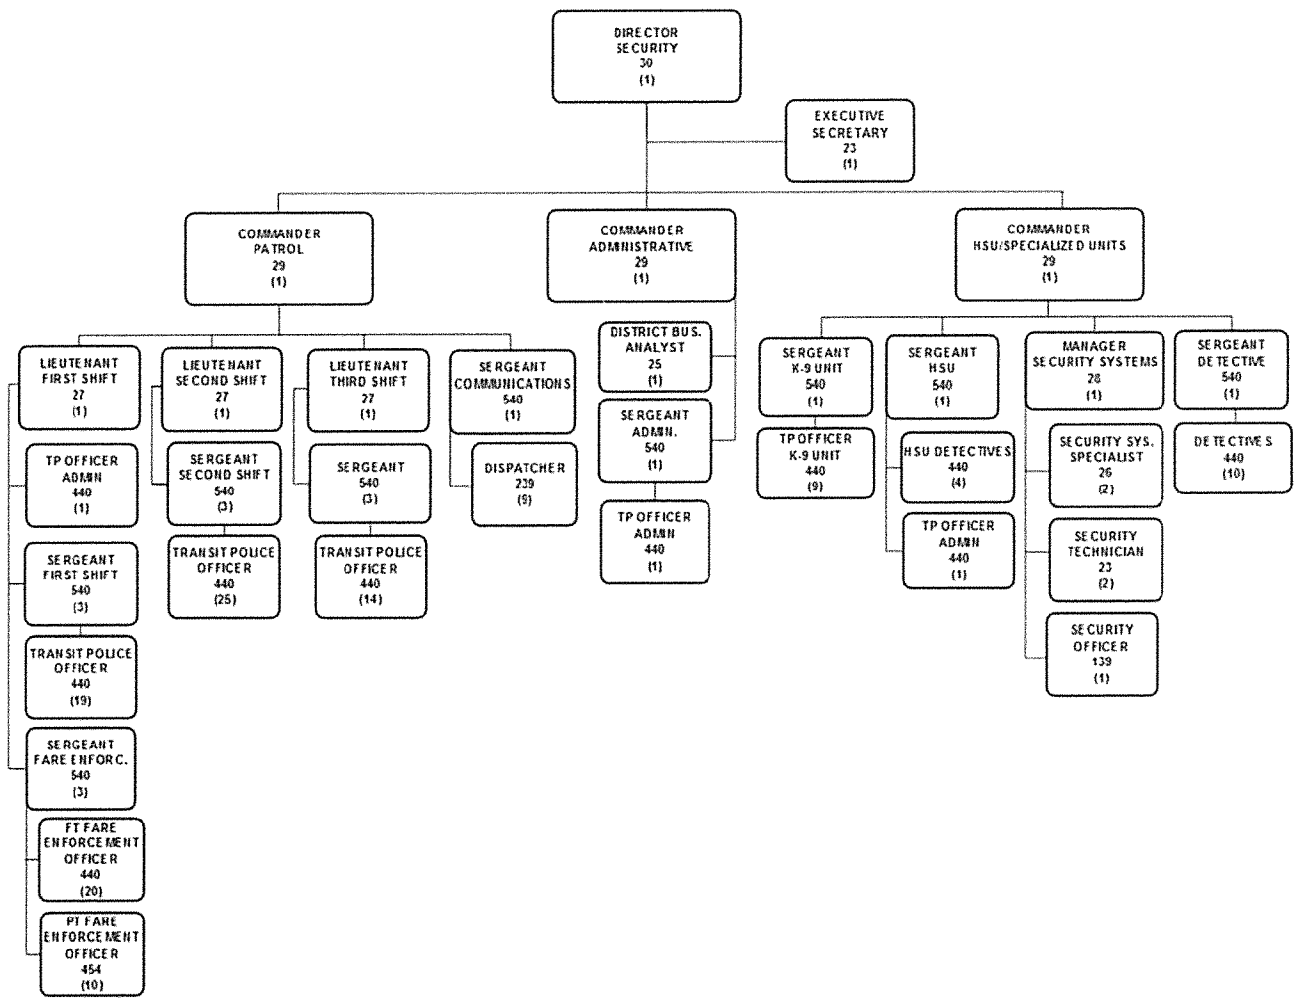 DIRECTOR
SECURITY
30
(1)
EXECUTIVE
SECRETARY
23
(1)
COMMANDER
PATROL
29
(1)
COMMANDER
ADMINISTRATIVE
29
(1)
COMMANDER
HSU/SPECIALIZED UNITS
29
(1)
LIEUTENANT
FIRST SHIFT
27
(1)
TP OFFICER
ADMIN
440
(1)
SERGEANT
FIRST SHIFT
540
(3)
TRANSIT POLICE
OFFICER
440
(19)
SERGEANT
FARE ENFORC.
540
(3)
FT FARE
ENFORCEMENT
OFFICER
440
(20)
PT FARE
ENFORCEMENT
OFFICER
454
(10)
LIEUTENANT
SECOND SHIFT
27
(1)
SERGEANT
SECOND SHIFT
540
(3)
TRANSIT POLICE
OFFICER
440
(25)
LIEUTENANT
THIRD SHIFT
27
(1)
SERGEANT
540
(3)
TRANSIT POLICE
OFFICER
440
(14)
SERGEANT
COMMUNICATIONS
540
(1)
DISPATCHER
239
(9)
DISTRICT BUS.
ANALYST
25
(1)
SERGEANT
ADMIN.
540
(1)
TP OFFICER
ADMIN
440
(1)
SERGEANT
K-9 UNIT
540
(1)
TP OFFICER
K-9 UNIT
440
(9)
SERGEANT
HSU
540
(1)
HSU DETECTIVES
440
(4)
TP OFFICER
ADMIN
440
(1)
MANAGER
SECURITY SYSTEMS
28
(1)
SECURITY SYS.
SPECIALIST
26
(2)
SECURITY
TECHNICIAN
23
(2)
SECURITY
OFFICER
139
(1)
SERGEANT
DETECTIVE
540
(1)
DETECTIVES
440
(10)